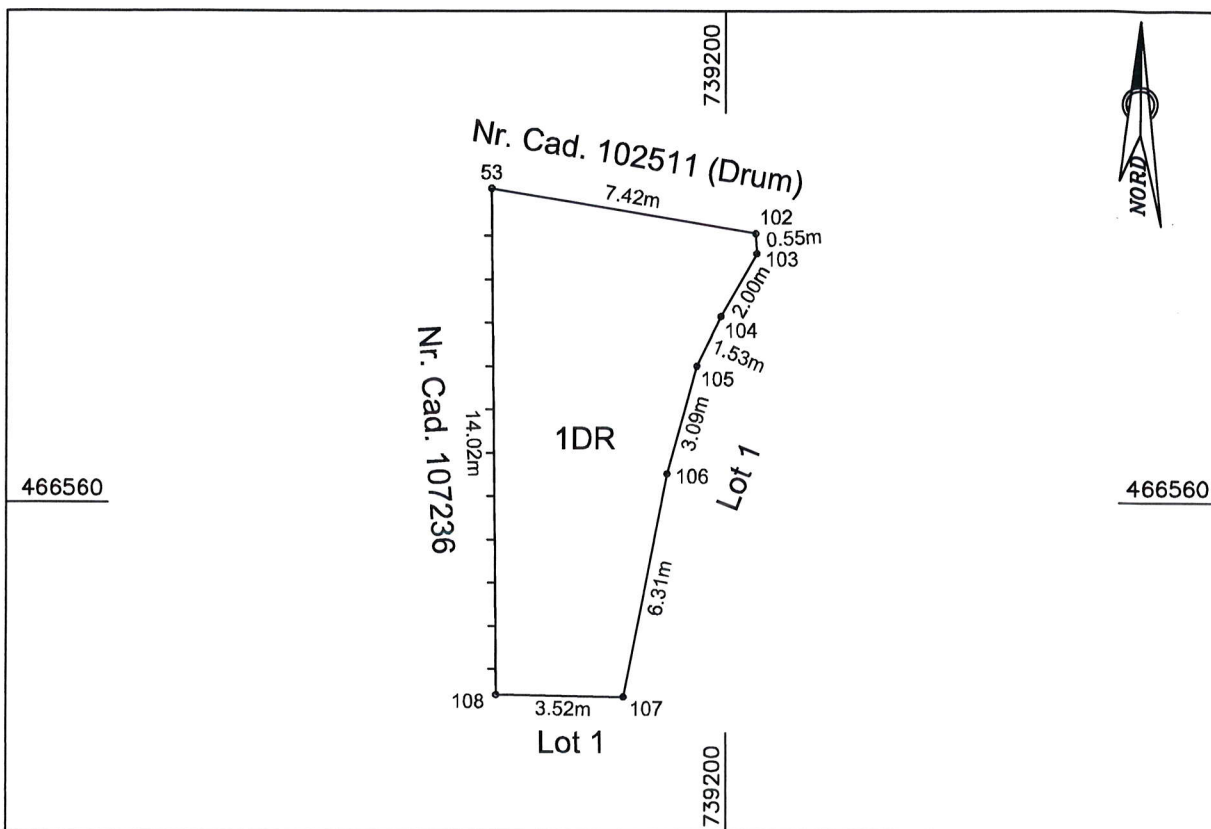 739200
Nr. Cad. 102511 (Drum)
53
7.42m
102
0.55m
103
2.00m
104
1.53m
105
NORD
Nr. Cad. 107236
14.02m
1DR
3.09m
106
Lot 1
466560
466560
6.31m
108
3.52m
107
Lot 1
739200